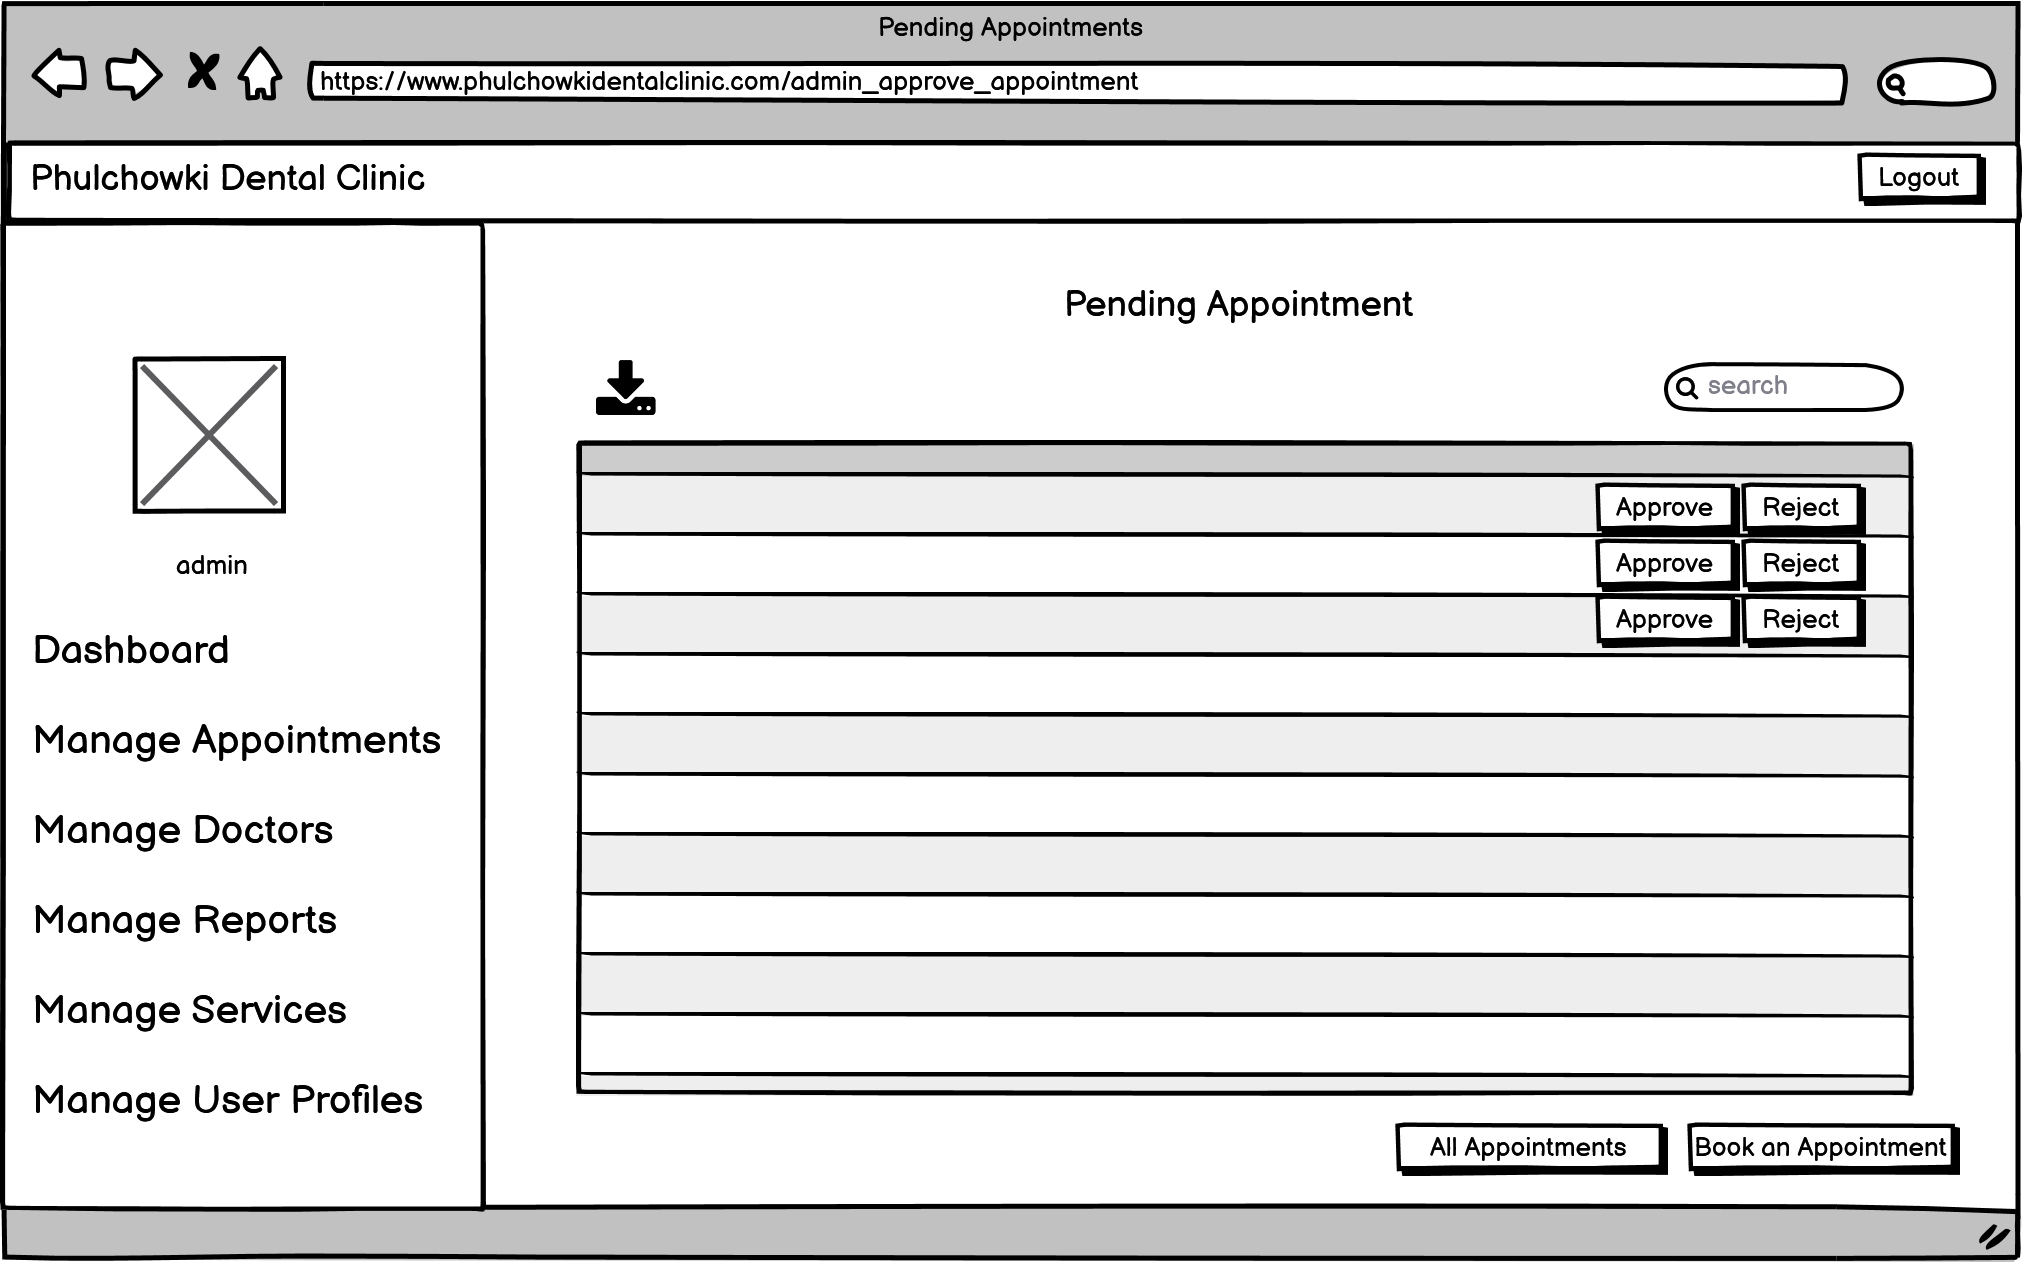 Pending Appointments
https://www.phulchowkidentalclinic.com/admin_approve_appointment
Phulchowki Dental Clinic
Logout
admin
Dashboard
Manage Appointments
Manage Doctors
Manage Reports
Manage Services
Manage User Profiles
Pending Appointment
search
Approve Reject
Approve Reject
Approve Reject
All Appointments Book an Appointment